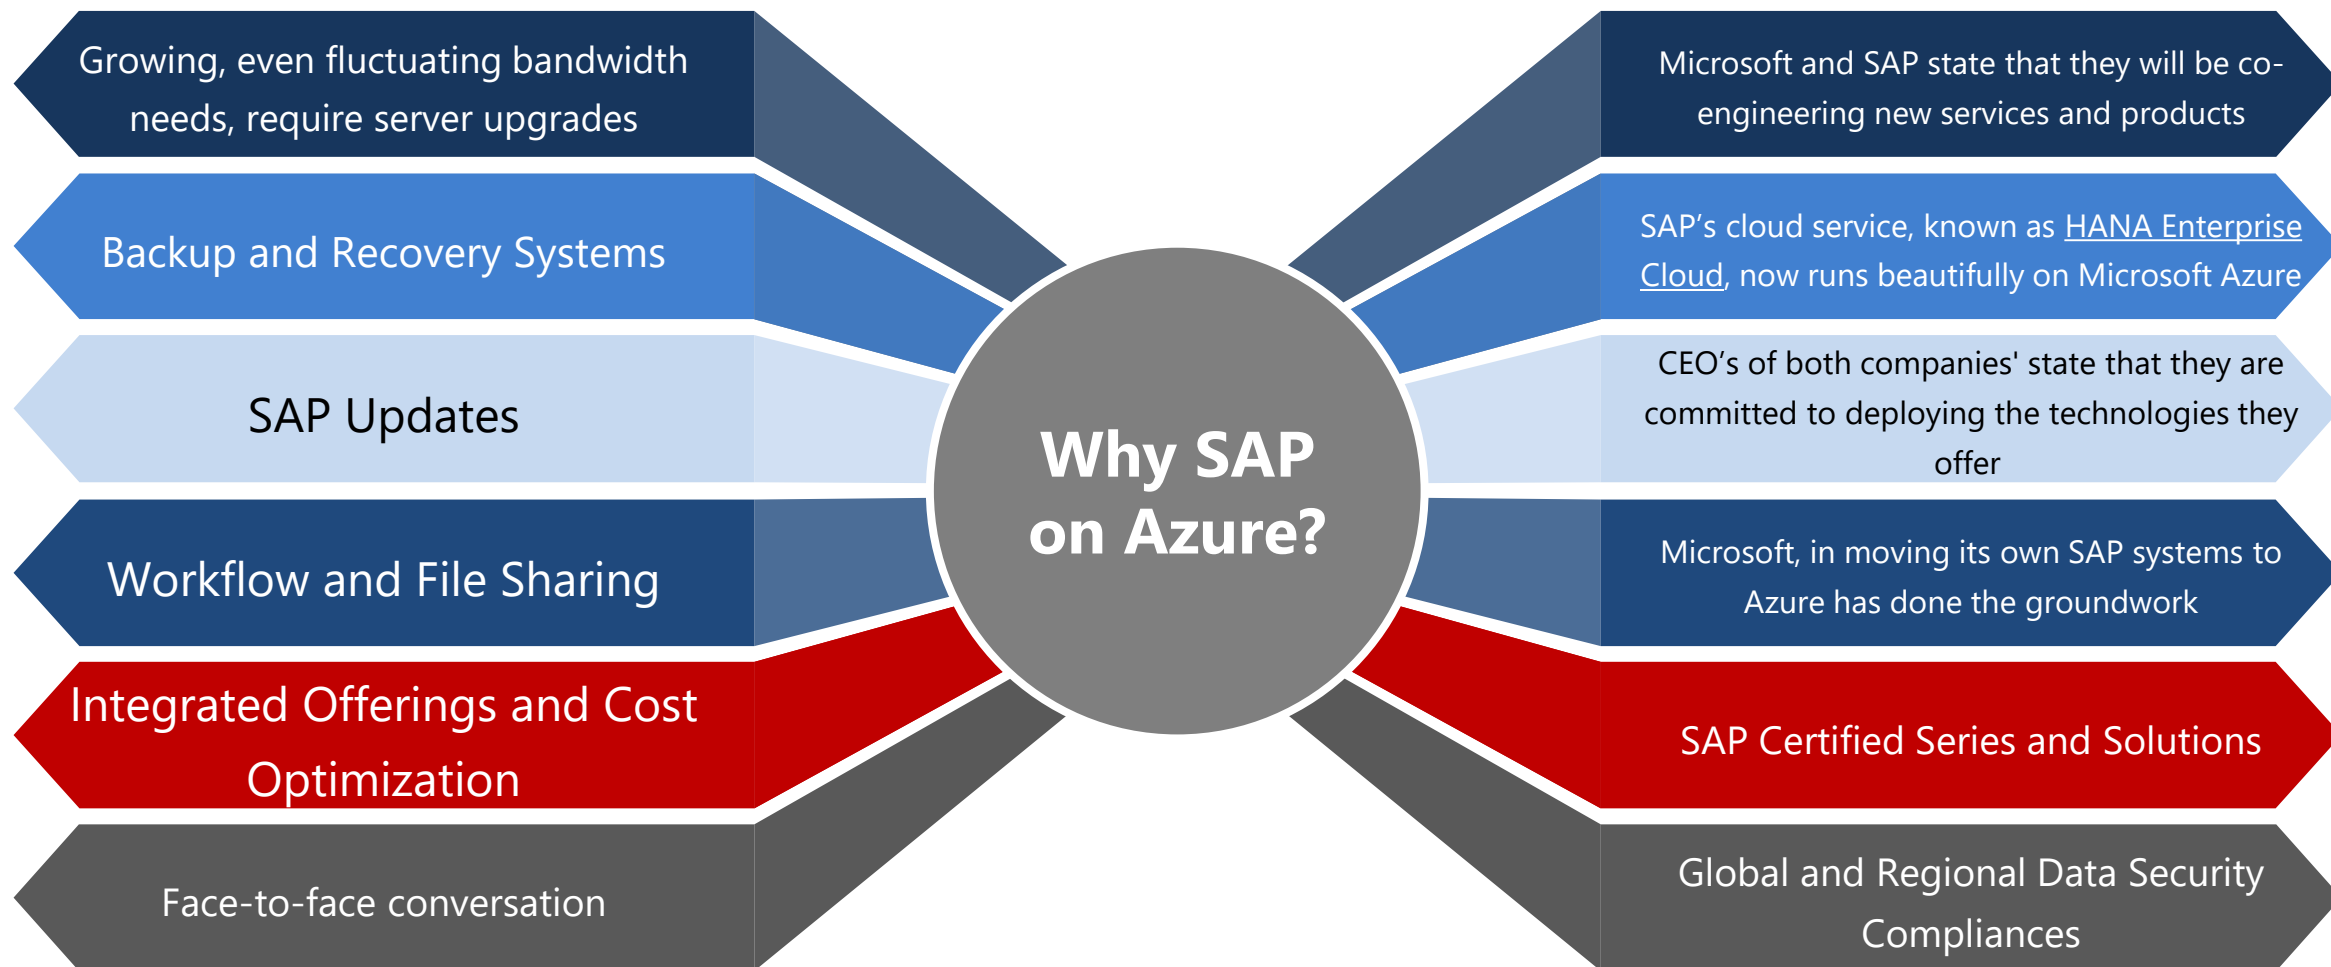 Growing, even fluctuating bandwidth
needs, require server upgrades
Backup and Recovery Systems
SAP Updates
Workflow and File Sharing
Integrated Offerings and Cost
Optimization
Face-to-face conversation
Why SAP
on Azure?
Microsoft and SAP state that they will be co-
engineering new services and products
SAP’s cloud service, known as HANA Enterprise
Cloud, now runs beautifully on Microsoft Azure
CEO’s of both companies' state that they are
committed to deploying the technologies they
offer
Microsoft, in moving its own SAP systems to
Azure has done the groundwork
SAP Certified Series and Solutions
Global and Regional Data Security
Compliances